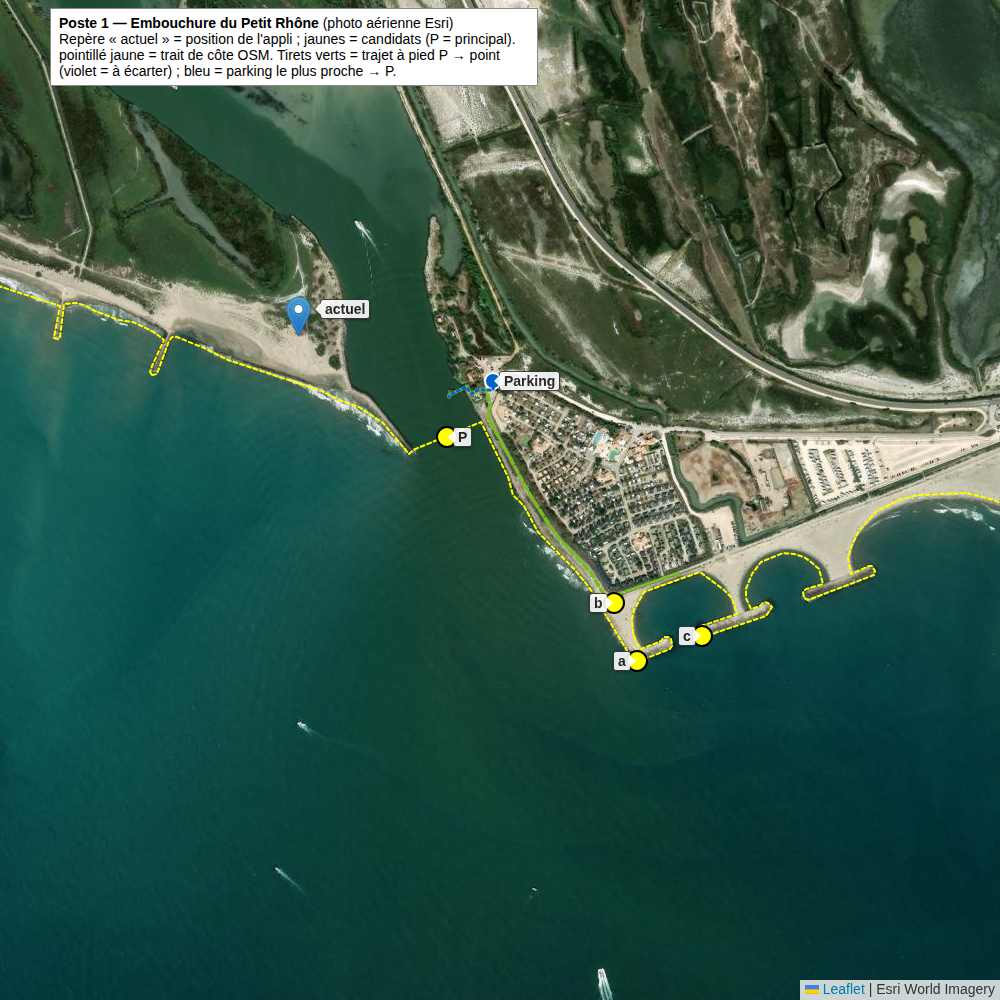 Poste 1 — Embouchure du Petit Rhône (photo aérienne Esri)
Repère « actuel » = position de l'appli ; jaunes = candidats (P = principal).
pointillé jaune = trait de côte OSM. Tirets verts = trajet à pied P → point
(violet = à écarter) ; bleu = parking le plus proche → P.
actuel
Parking
P
b
c
a
Leaflet | Esri World Imagery